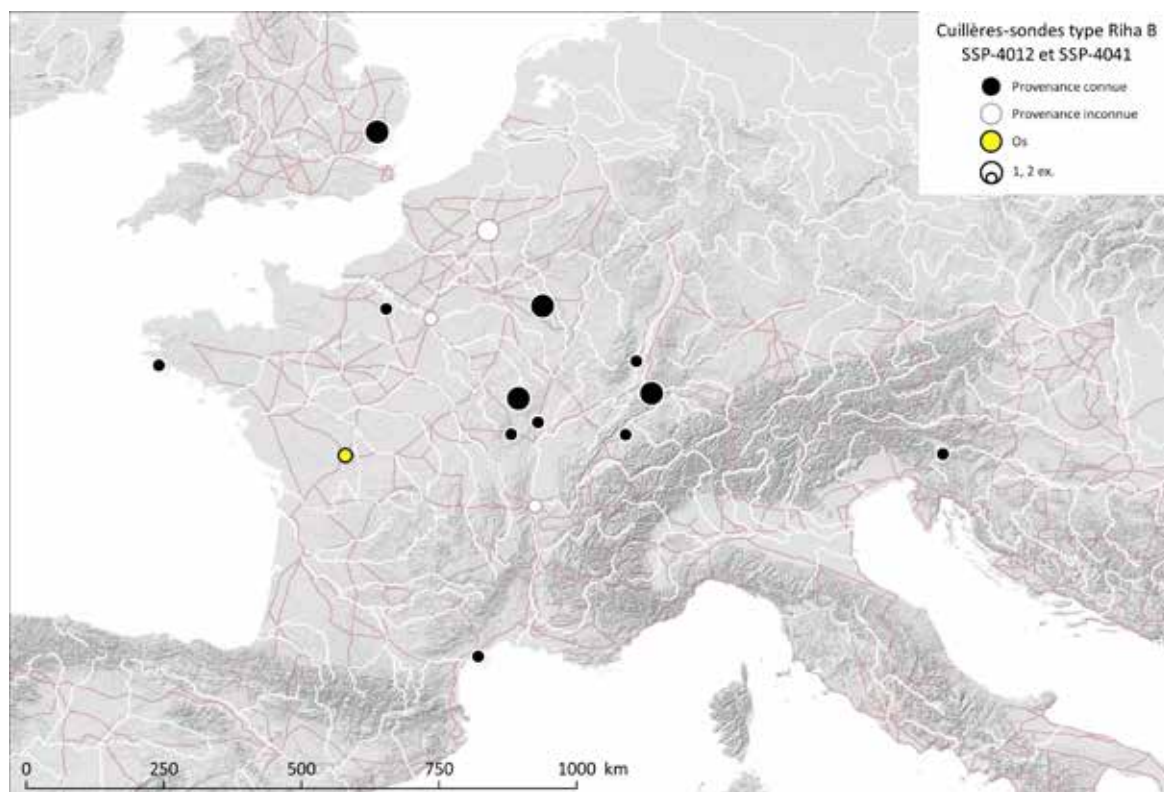 Cuillères-sondes type Riha B
SSP-4012 et SSP-4041
Provenance connue
Provenance inconnue
Os
1, 2 ex.
0 250 500 750 1000 km